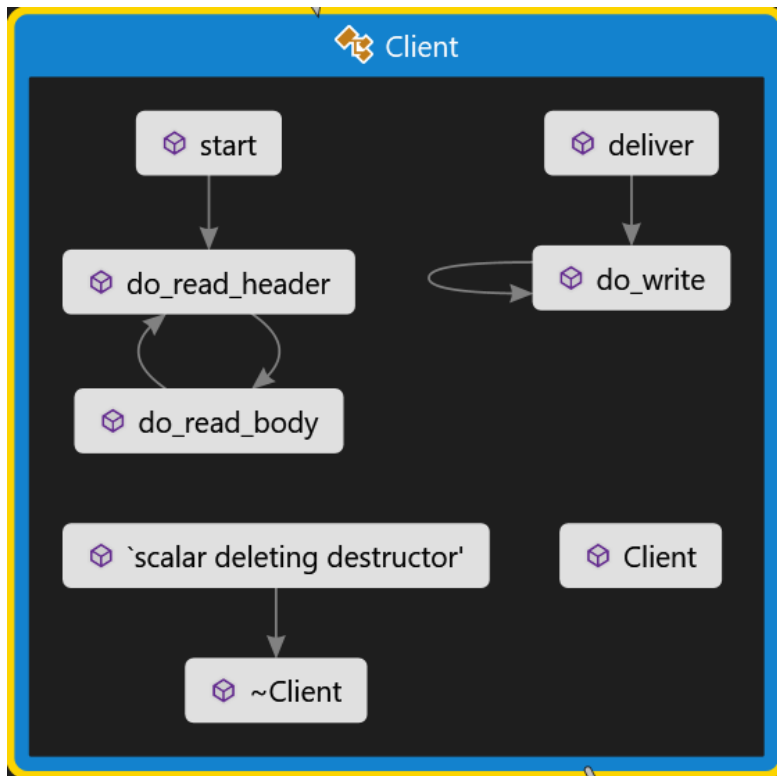 Client
start
deliver
do_read_header
do_write
do_read_body
`scalar deleting destructor'
Client
~Client